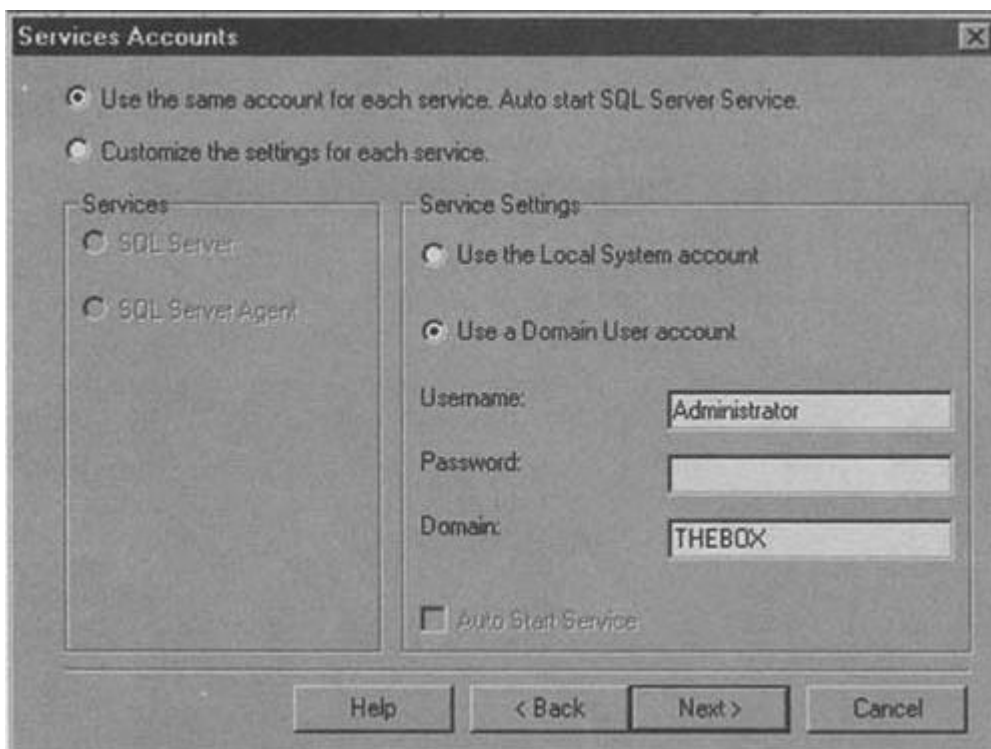 Services Accounts
Use the same account for each service. Auto start SQL Server Service.
Customize the settings for each service.
Services
SQL Server
SQL Server Agent
Service Settings
Use the Local System account
Use a Domain User account
Username:
Administrator
Password:
Domain:
THEBOX
Auto Start Service
Help
< Back
Next >
Cancel